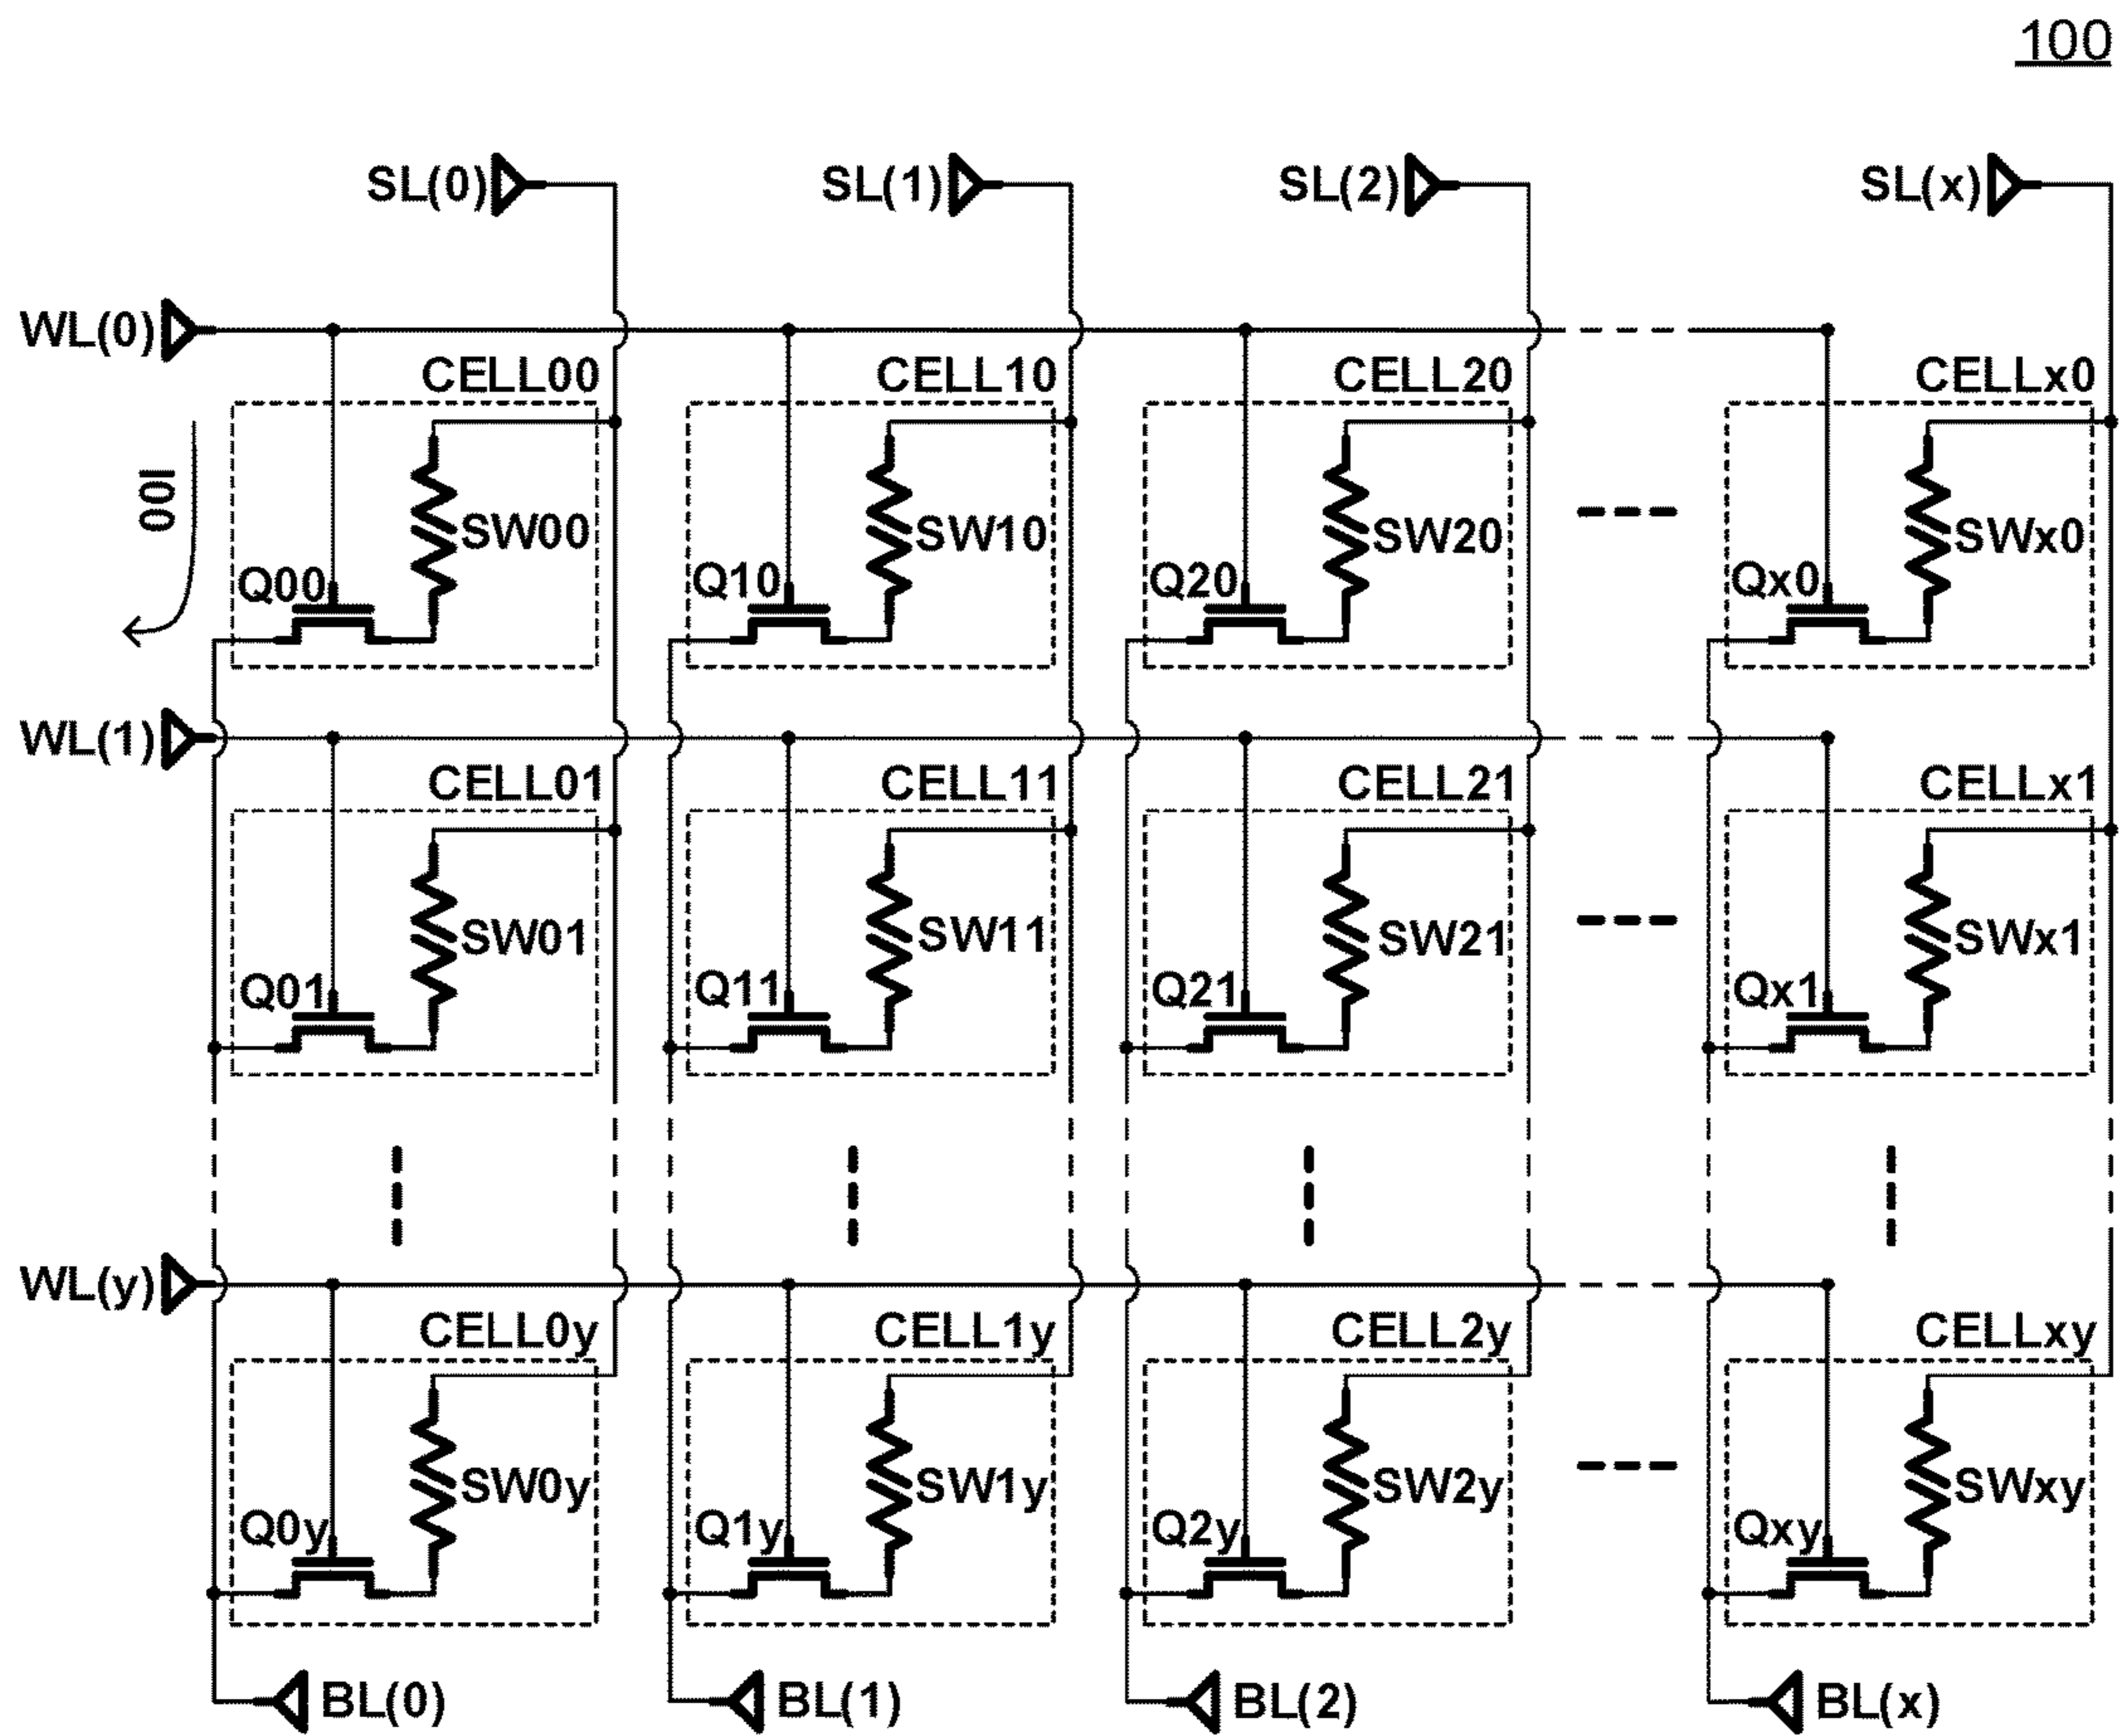 100
SL(0) SL(1) SL(2) SL(x)
WL(0)
CELL00 CELL10 CELL20 CELLx0
I00
SW00 SW10 SW20 SWx0
Q00 Q10 Q20 Qx0
WL(1)
CELL01 CELL11 CELL21 CELLx1
SW01 SW11 SW21 SWx1
Q01 Q11 Q21 Qx1
WL(y)
CELL0y CELL1y CELL2y CELLxy
SW0y SW1y SW2y SWxy
Q0y Q1y Q2y Qxy
BL(0) BL(1) BL(2) BL(x)